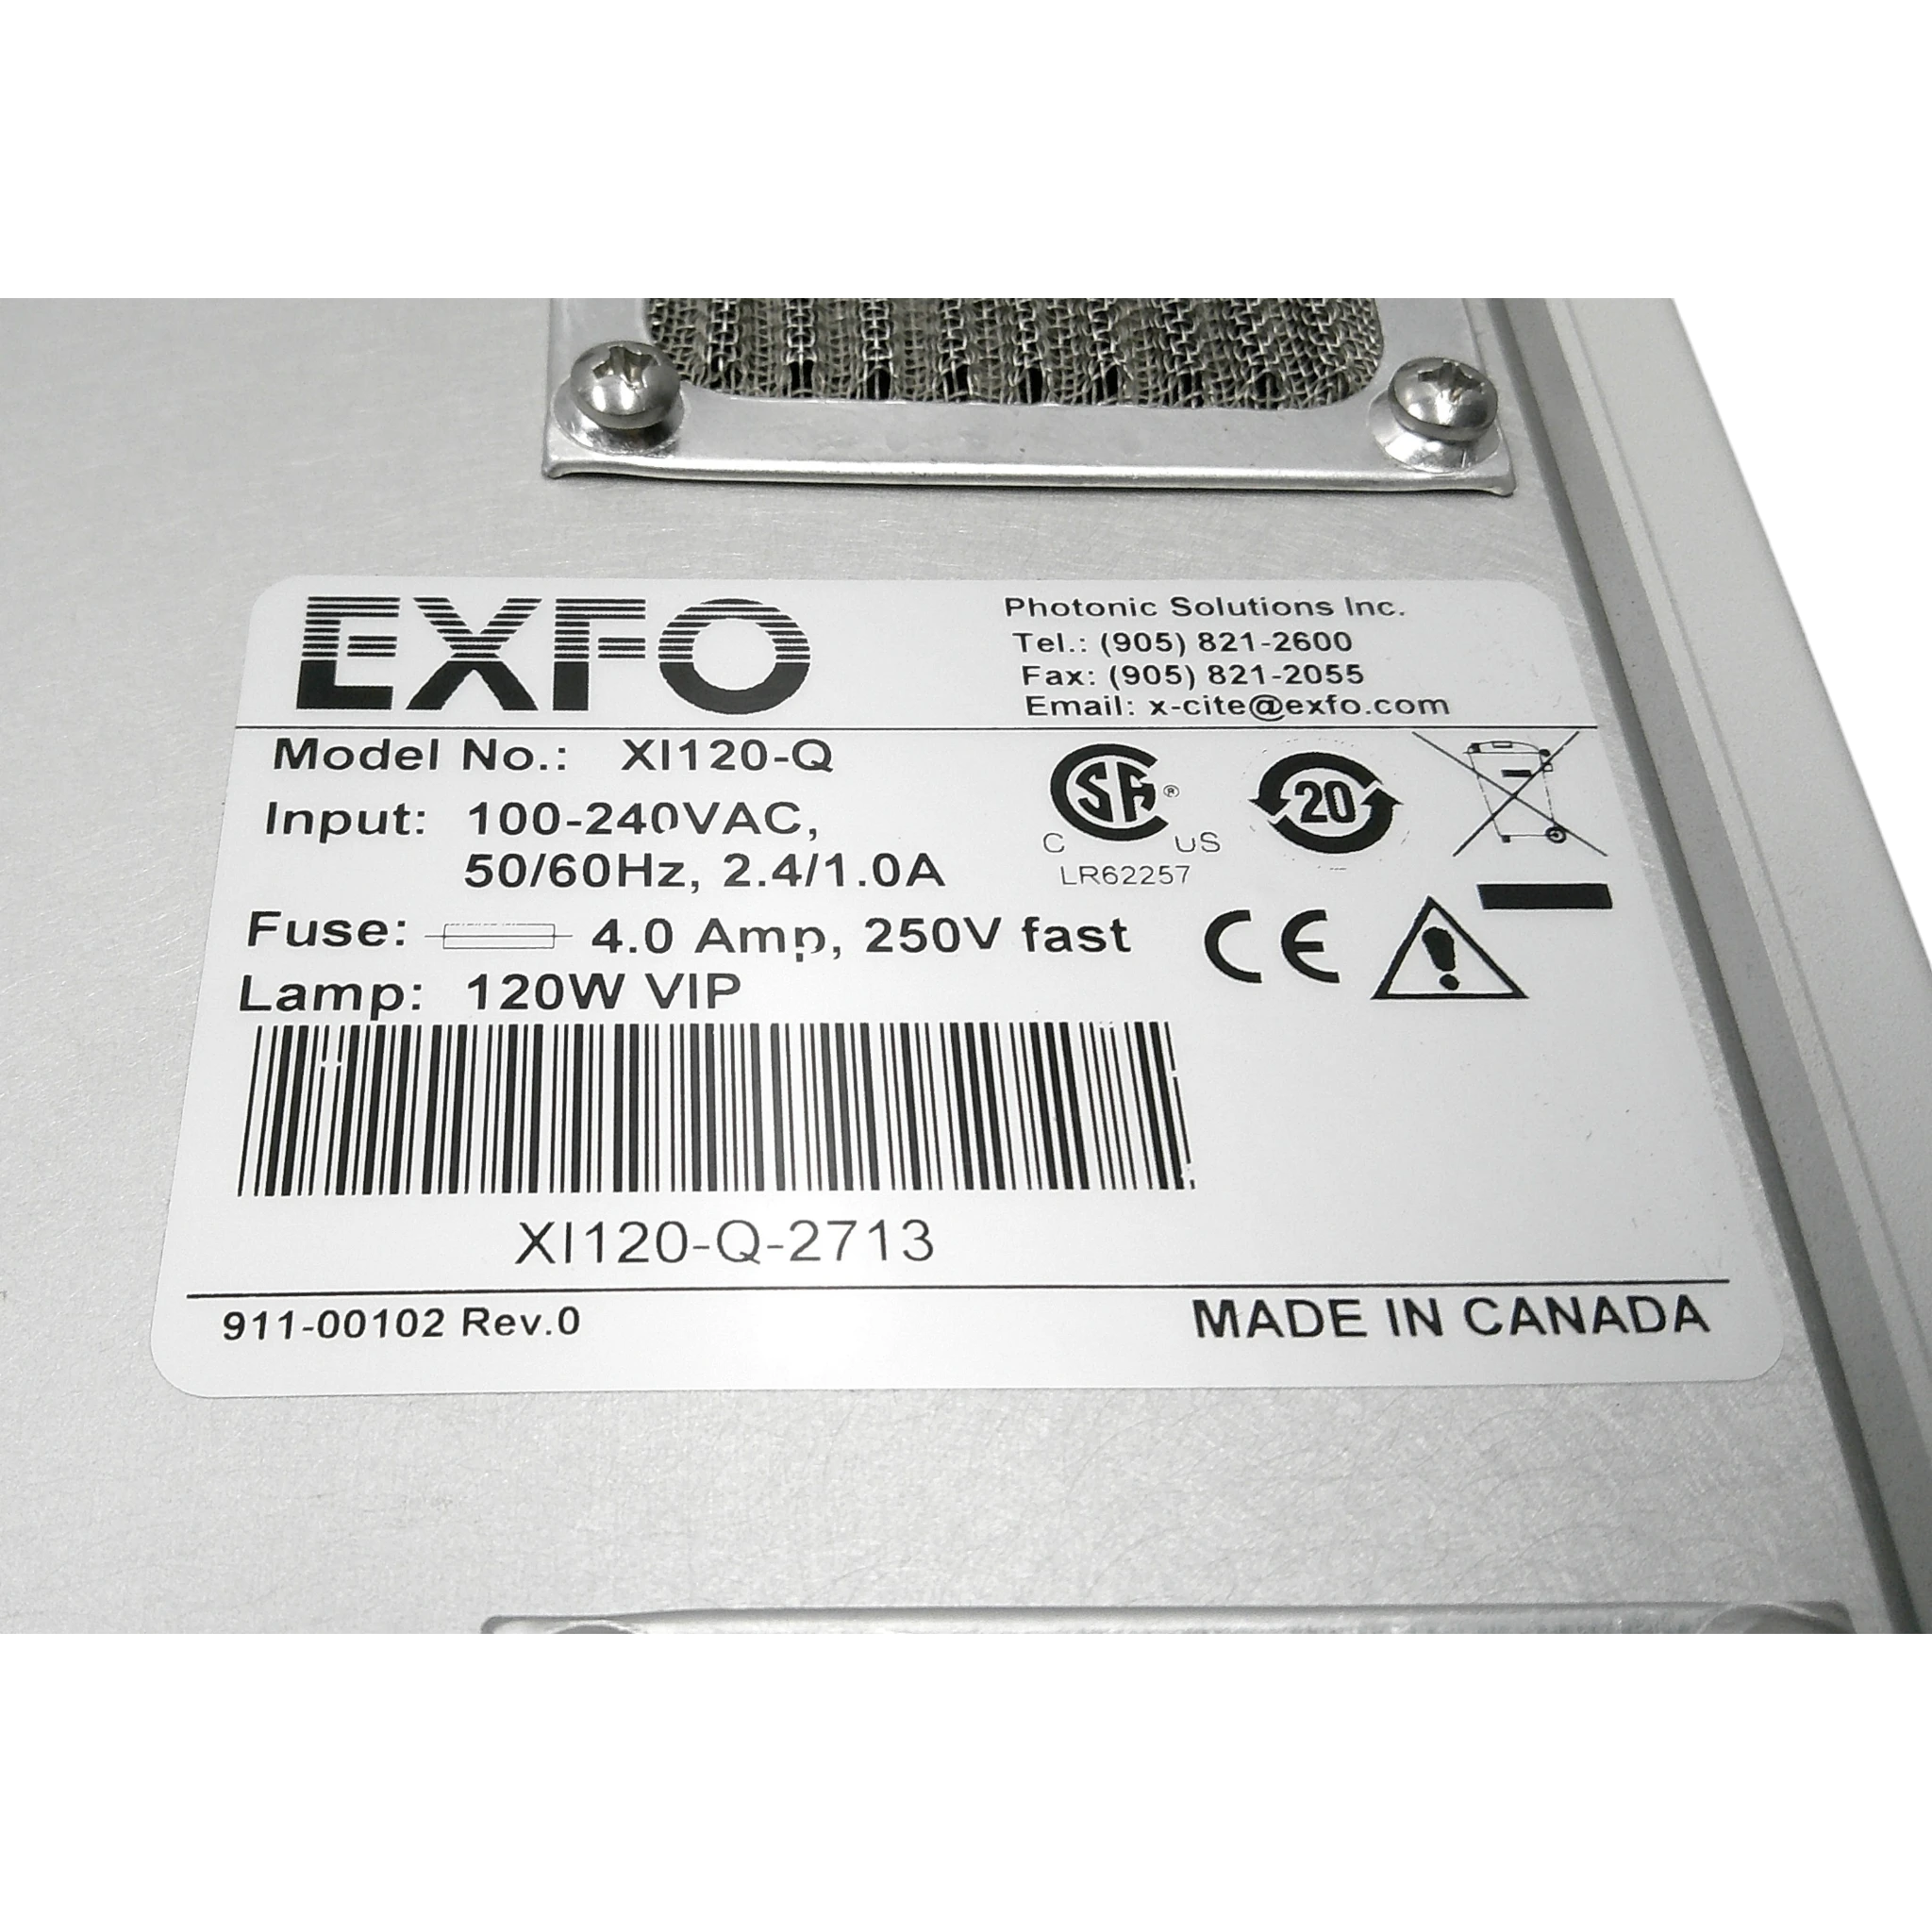 EXFO
Photonic Solutions Inc.
Tel.: (905) 821-2600
Fax: (905) 821-2055
Email: x-cite@exfo.com
Model No.: XI120-Q
Input: 100-240VAC,
50/60Hz, 2.4/1.0A
Fuse: 4.0 Amp, 250V fast
Lamp: 120W VIP
SA ®
C US
LR62257
20
CE
XI120-Q-2713
911-00102 Rev.0
MADE IN CANADA